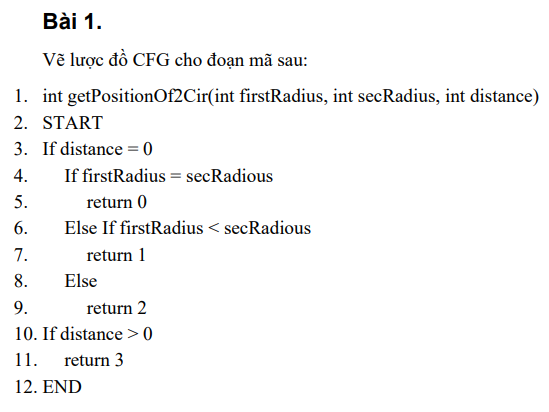 Bài 1.
Vẽ lược đồ CFG cho đoạn mã sau:
1. int getPositionOf2Cir(int firstRadius, int secRadius, int distance)
2. START
3. If distance = 0
4. If firstRadius = secRadious
5. return 0
6. Else If firstRadius < secRadious
7. return 1
8. Else
9. return 2
10. If distance > 0
11. return 3
12. END